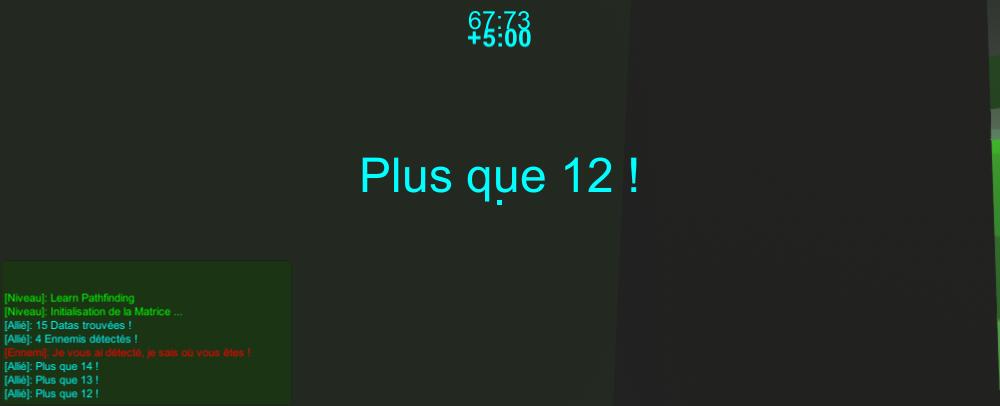 67:73
+5:00
Plus que 12 !
[Niveau]: Learn Pathfinding
[Niveau]: Initialisation de la Matrice ...
[Allié]: 15 Datas trouvées !
[Allié]: 4 Ennemis détectés !
[Ennemi]: Je vous ai détecté, je sais où vous êtes !
[Allié]: Plus que 14 !
[Allié]: Plus que 13 !
[Allié]: Plus que 12 !